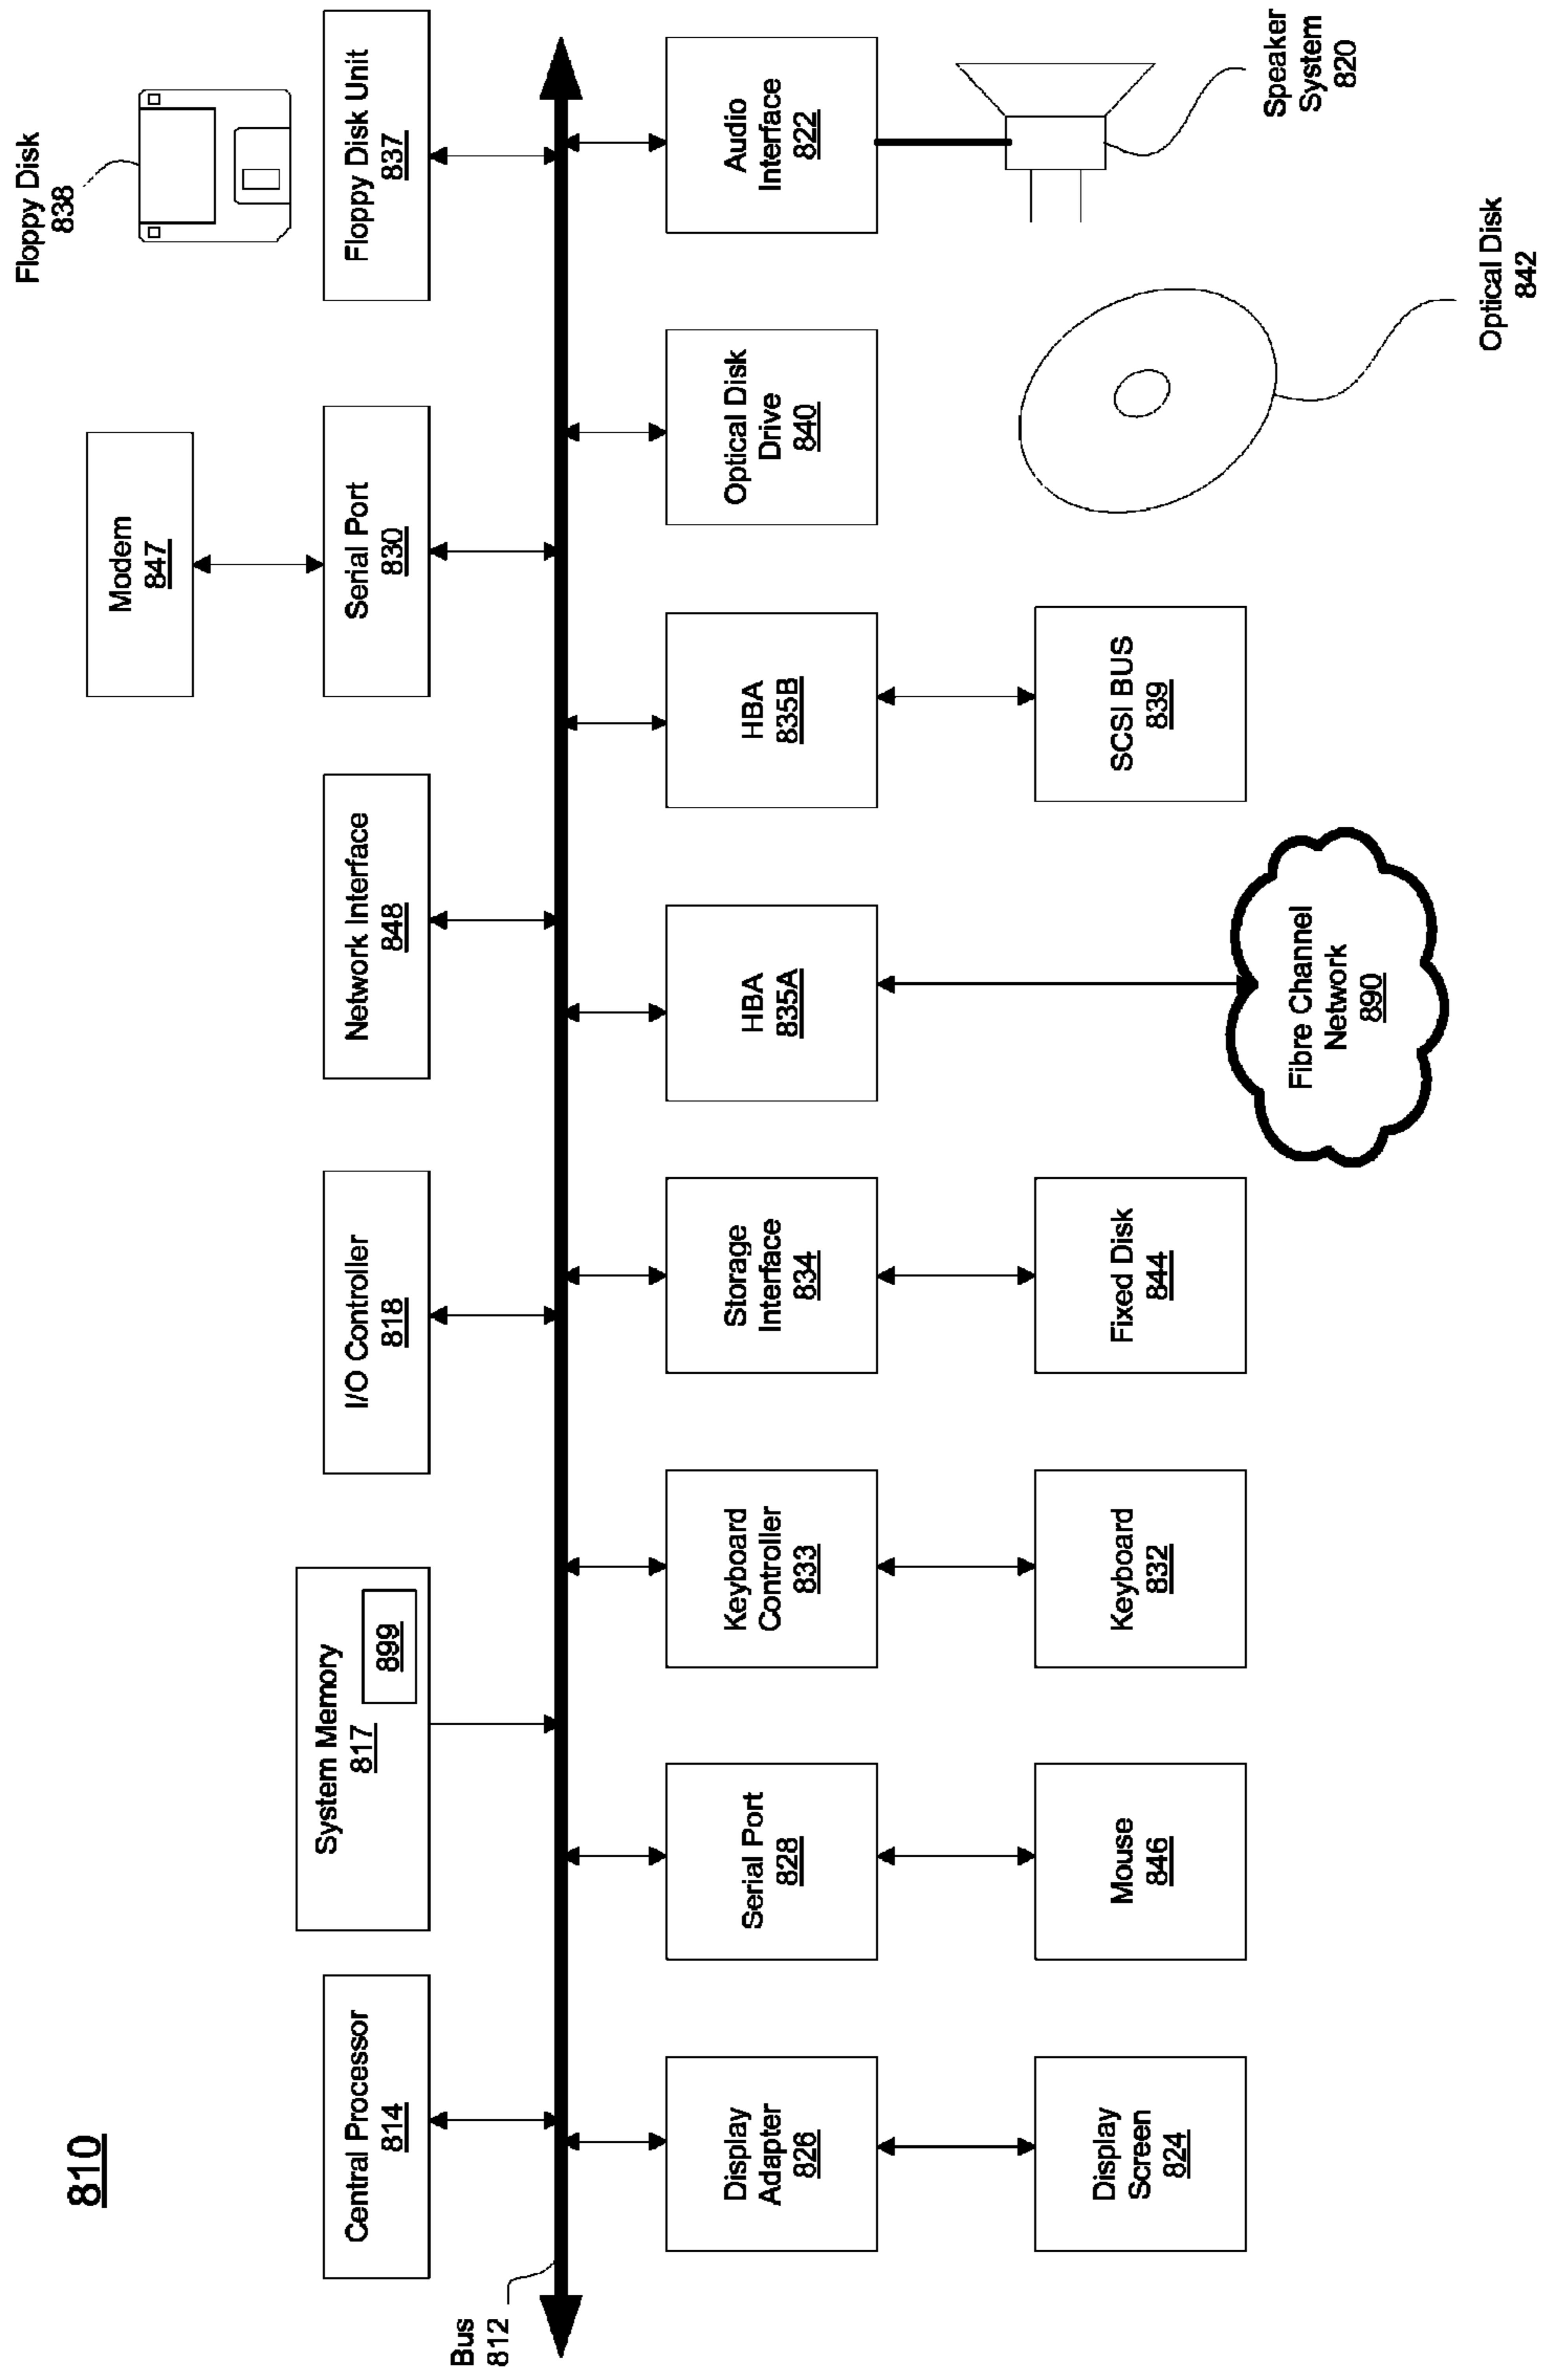 810
Floppy Disk
838
Modem
847
Central Processor
814
System Memory
817
899
I/O Controller
818
Network Interface
848
Serial Port
830
Floppy Disk Unit
837
Bus
812
Display
Adapter
826
Serial Port
828
Keyboard
Controller
833
Storage
Interface
834
HBA
835A
HBA
835B
Optical Disk
Drive
840
Audio
Interface
822
Display
Screen
824
Mouse
846
Keyboard
832
Fixed Disk
844
Fibre Channel
Network
890
SCSI BUS
839
Optical Disk
842
Speaker
System
820